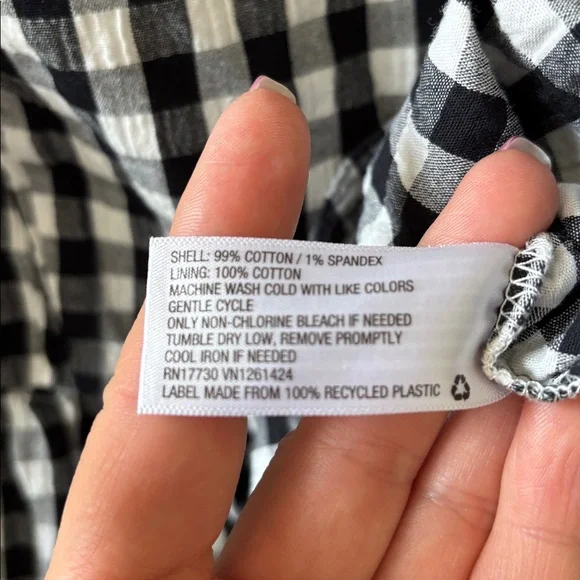 SHELL: 99% COTTON / 1% SPANDEX
LINING: 100% COTTON
MACHINE WASH COLD WITH LIKE COLORS
GENTLE CYCLE
ONLY NON-CHLORINE BLEACH IF NEEDED
TUMBLE DRY LOW, REMOVE PROMPTLY
COOL IRON IF NEEDED
RN17730 VN1261424
LABEL MADE FROM 100% RECYCLED PLASTIC